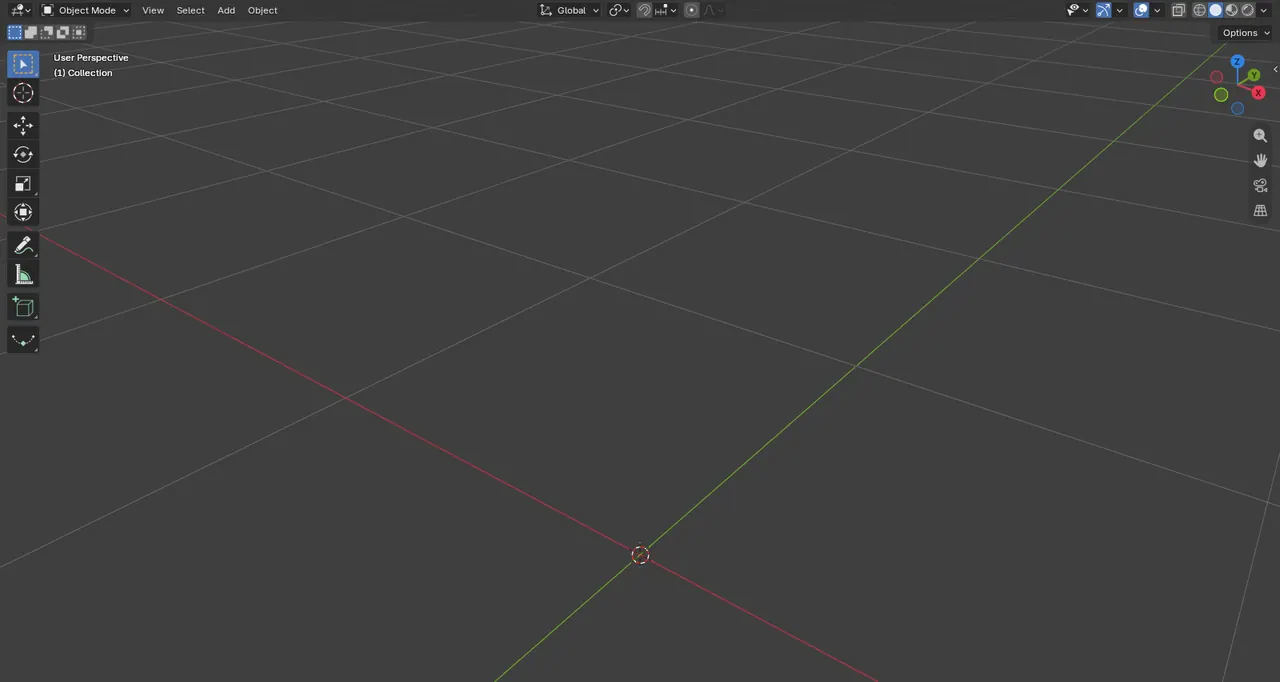 Object Mode View Select Add Object Global
Options
User Perspective
(1) Collection
Z
Y
X